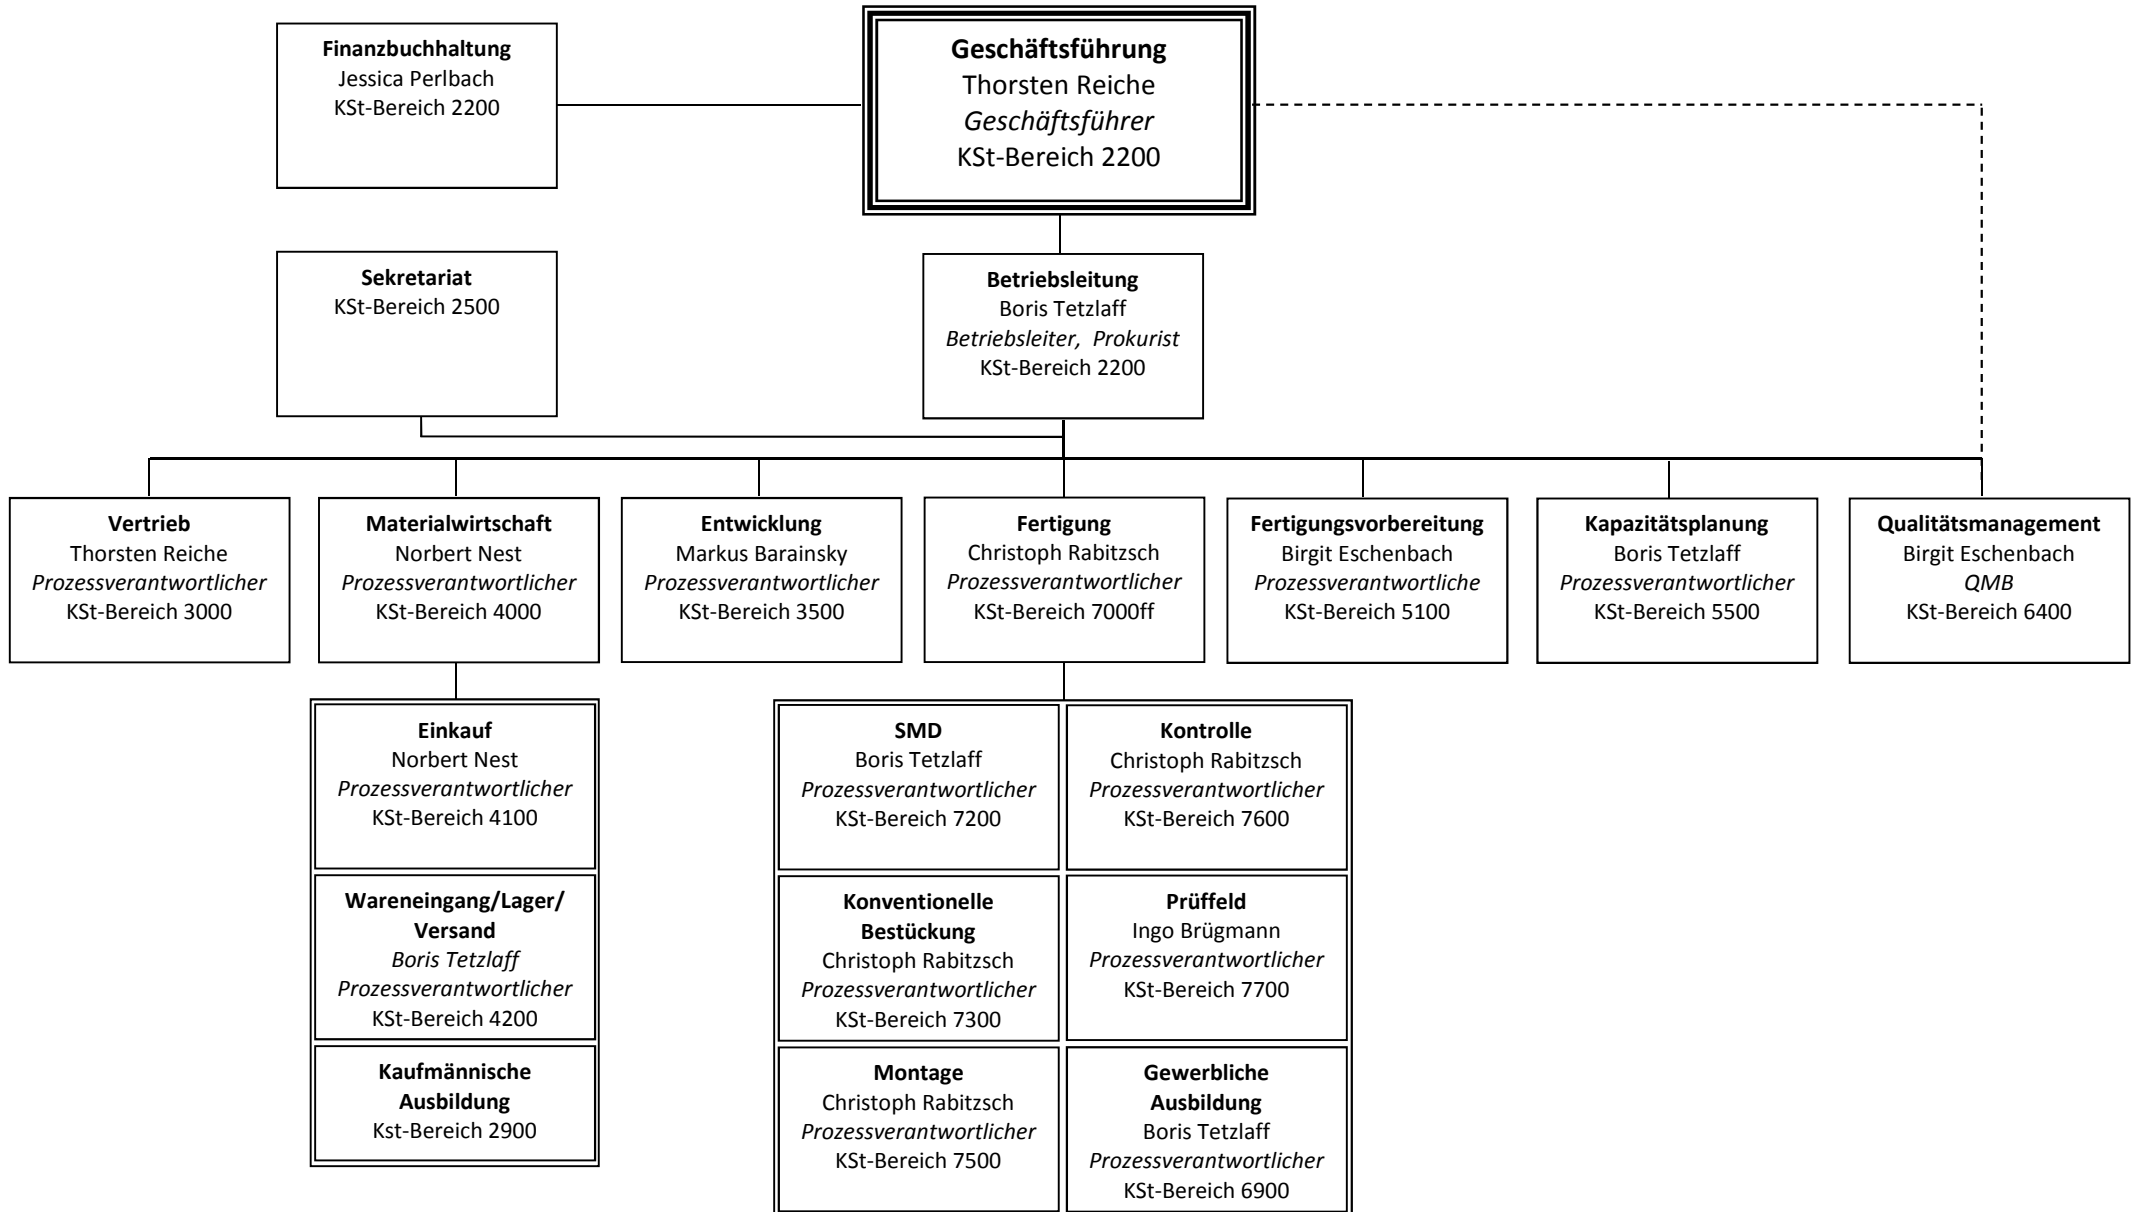 Finanzbuchhaltung
Jessica Perlbach
KSt-Bereich 2200
Geschäftsführung
Thorsten Reiche
Geschäftsführer
KSt-Bereich 2200
Sekretariat
KSt-Bereich 2500
Betriebsleitung
Boris Tetzlaff
Betriebsleiter, Prokurist
KSt-Bereich 2200
Vertrieb
Thorsten Reiche
Prozessverantwortlicher
KSt-Bereich 3000
Materialwirtschaft
Norbert Nest
Prozessverantwortlicher
KSt-Bereich 4000
Entwicklung
Markus Barainsky
Prozessverantwortlicher
KSt-Bereich 3500
Fertigung
Christoph Rabitzsch
Prozessverantwortlicher
KSt-Bereich 7000ff
Fertigungsvorbereitung
Birgit Eschenbach
Prozessverantwortliche
KSt-Bereich 5100
Kapazitätsplanung
Boris Tetzlaff
Prozessverantwortlicher
KSt-Bereich 5500
Qualitätsmanagement
Birgit Eschenbach
QMB
KSt-Bereich 6400
Einkauf
Norbert Nest
Prozessverantwortlicher
KSt-Bereich 4100
Wareneingang/Lager/
Versand
Boris Tetzlaff
Prozessverantwortlicher
KSt-Bereich 4200
Kaufmännische
Ausbildung
Kst-Bereich 2900
SMD
Boris Tetzlaff
Prozessverantwortlicher
KSt-Bereich 7200
Kontrolle
Christoph Rabitzsch
Prozessverantwortlicher
KSt-Bereich 7600
Konventionelle
Bestückung
Christoph Rabitzsch
Prozessverantwortlicher
KSt-Bereich 7300
Prüffeld
Ingo Brügmann
Prozessverantwortlicher
KSt-Bereich 7700
Montage
Christoph Rabitzsch
Prozessverantwortlicher
KSt-Bereich 7500
Gewerbliche
Ausbildung
Boris Tetzlaff
Prozessverantwortlicher
KSt-Bereich 6900